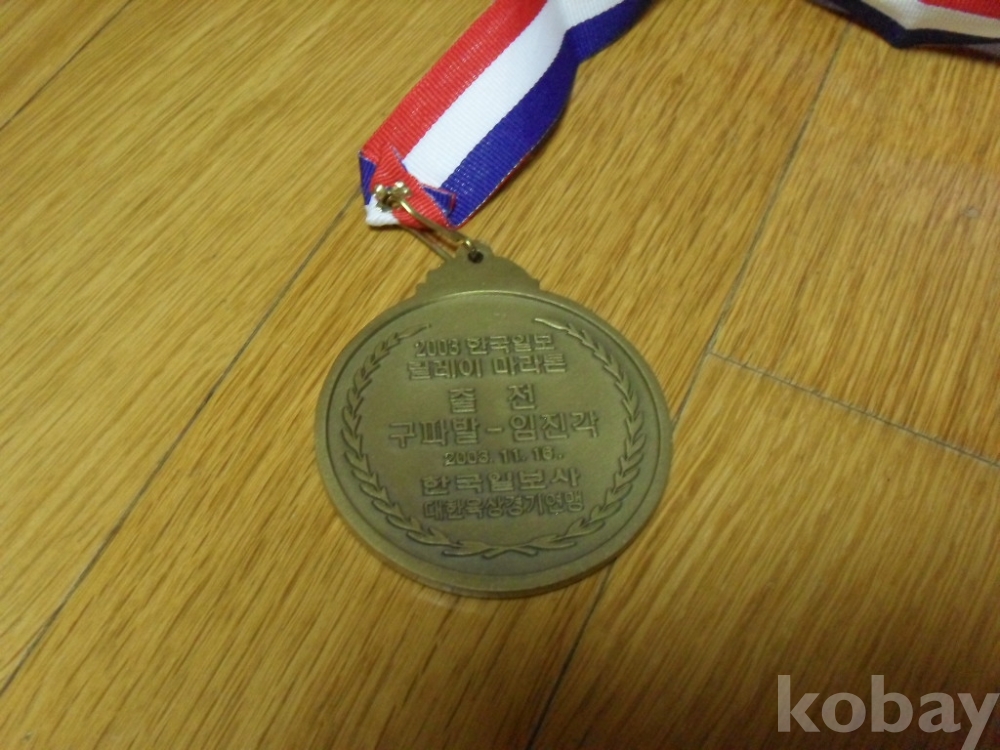 2003 한국일보
릴레이 마라톤
결 전
구파발 - 임진각
2003. 11. 16.
한국일보사
대한육상경기연맹
kobay